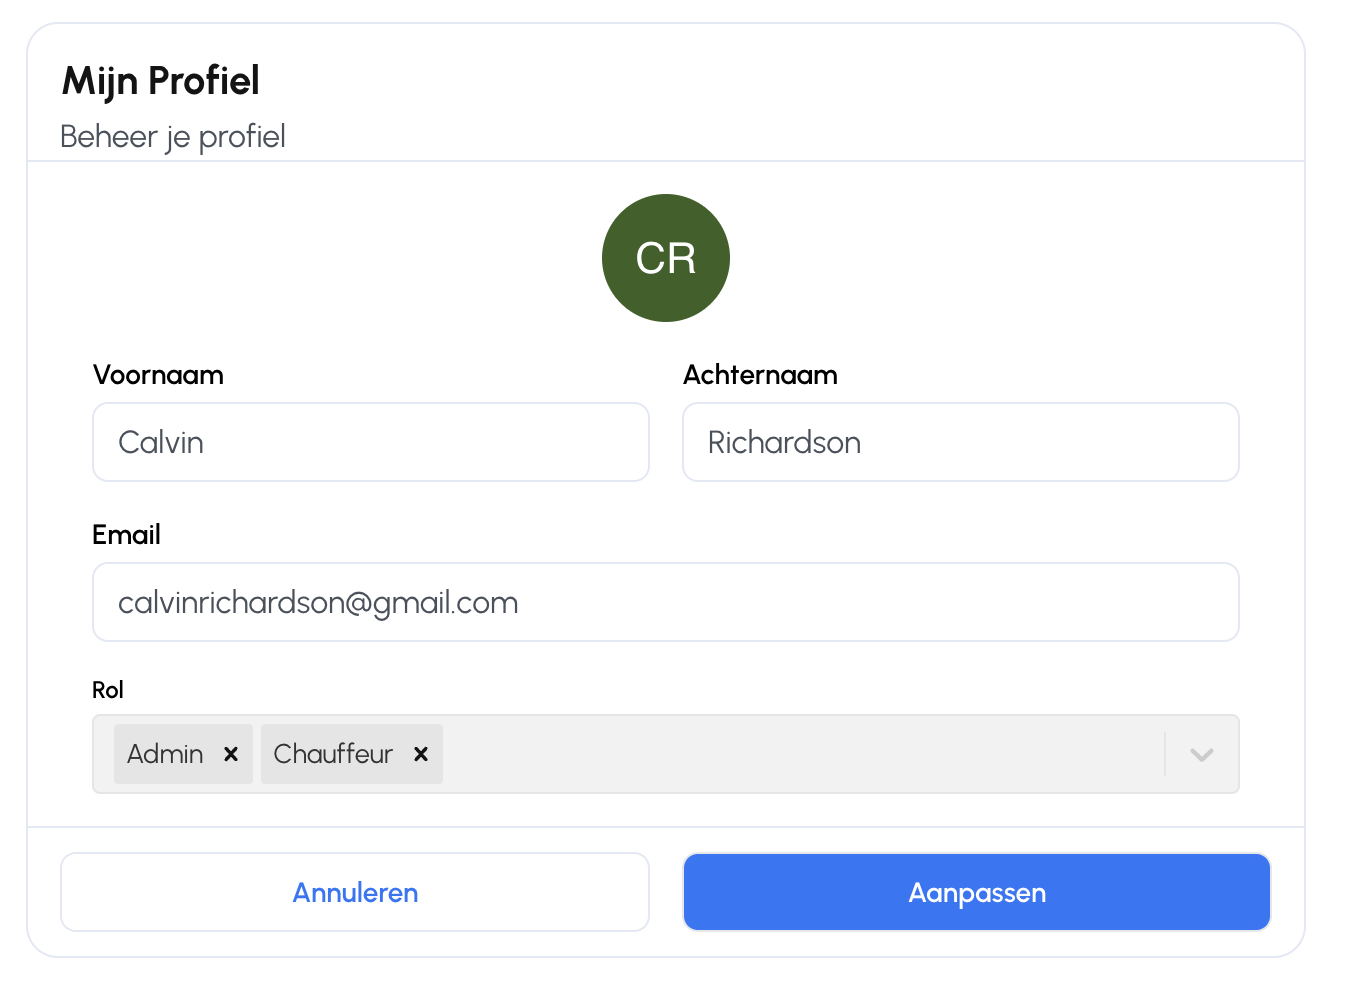 Mijn Profiel
Beheer je profiel
CR
Voornaam
Achternaam
Calvin
Richardson
Email
calvinrichardson@gmail.com
Rol
Admin
Chauffeur
Annuleren
Aanpassen